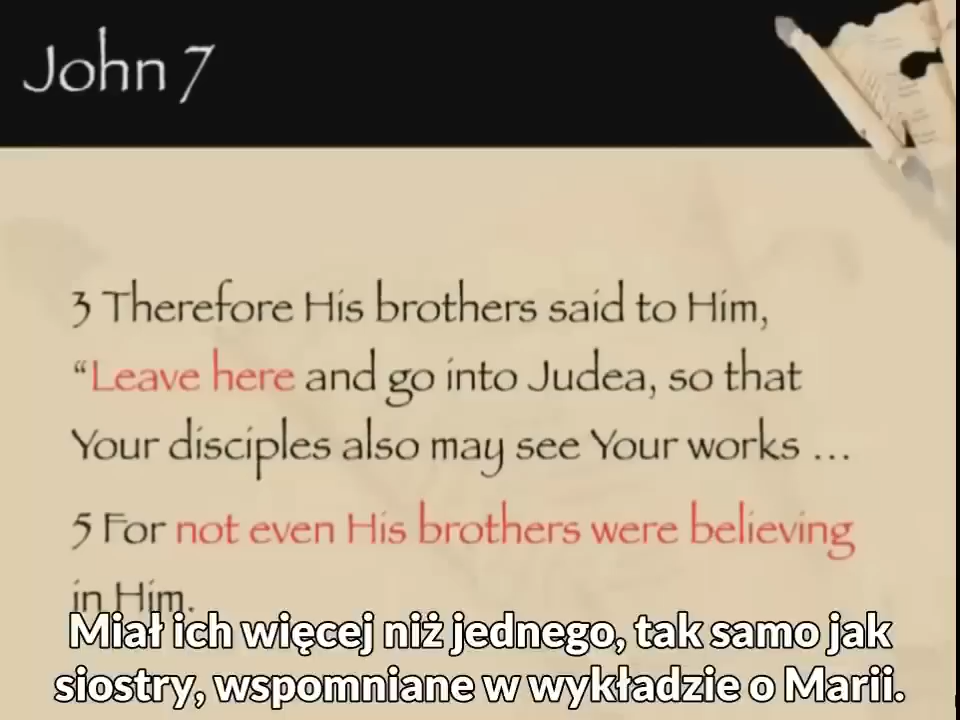 John 7
3 Therefore His brothers said to Him,
“Leave here and go into Judea, so that
Your disciples also may see Your works ...
5 For not even His brothers were believing
in Him.
Miał ich więcej niż jednego, tak samo jak
siostry, wspomniane w wykładzie o Marii.